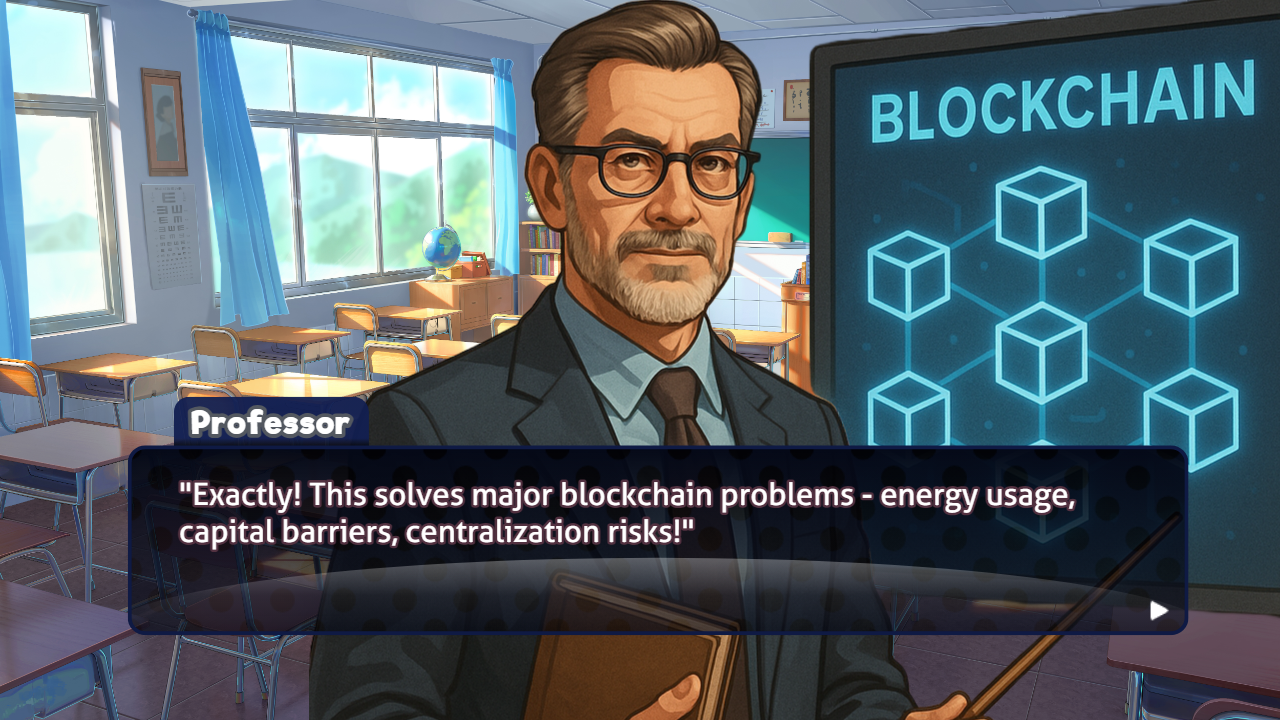 BLOCKCHAIN
Professor
"Exactly! This solves major blockchain problems - energy usage,
capital barriers, centralization risks!"